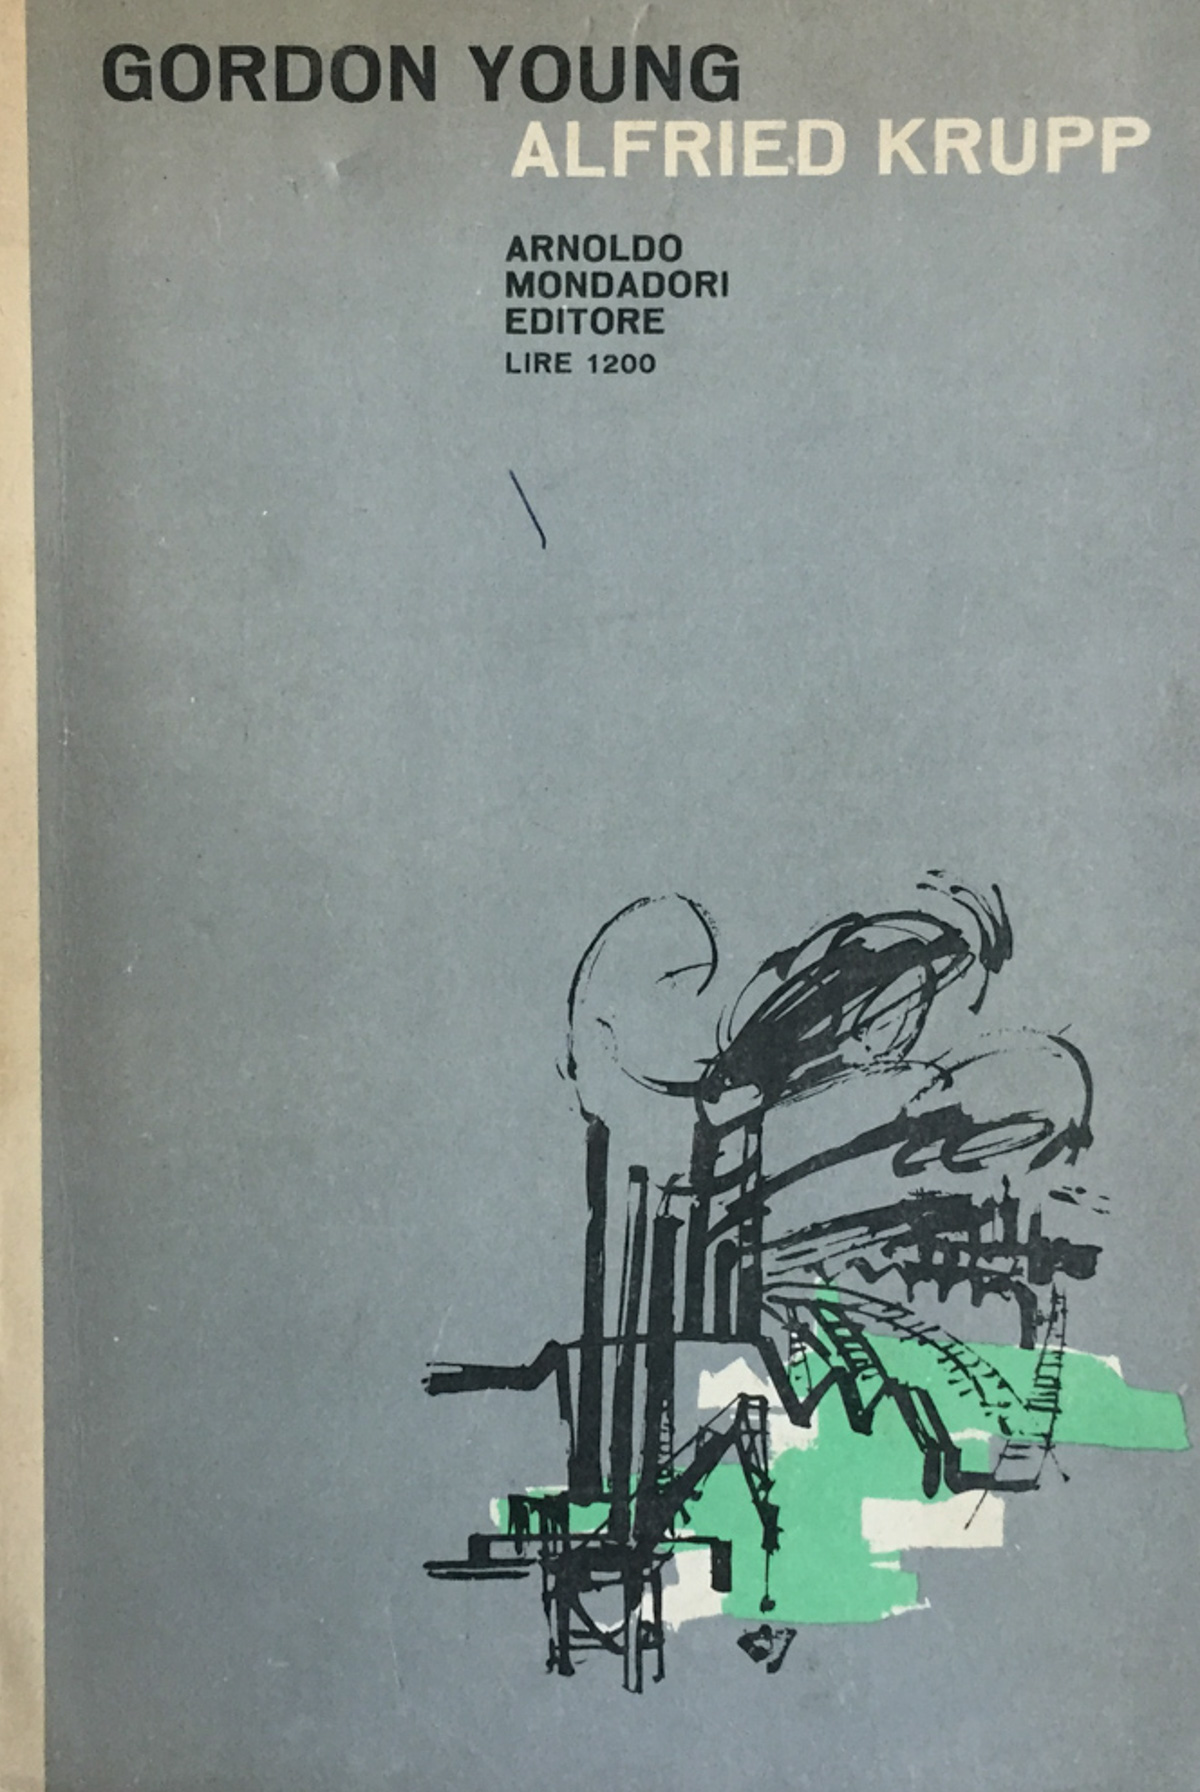 GORDON YOUNG
ALFRIED KRUPP
ARNOLDO
MONDADORI
EDITORE
LIRE 1200